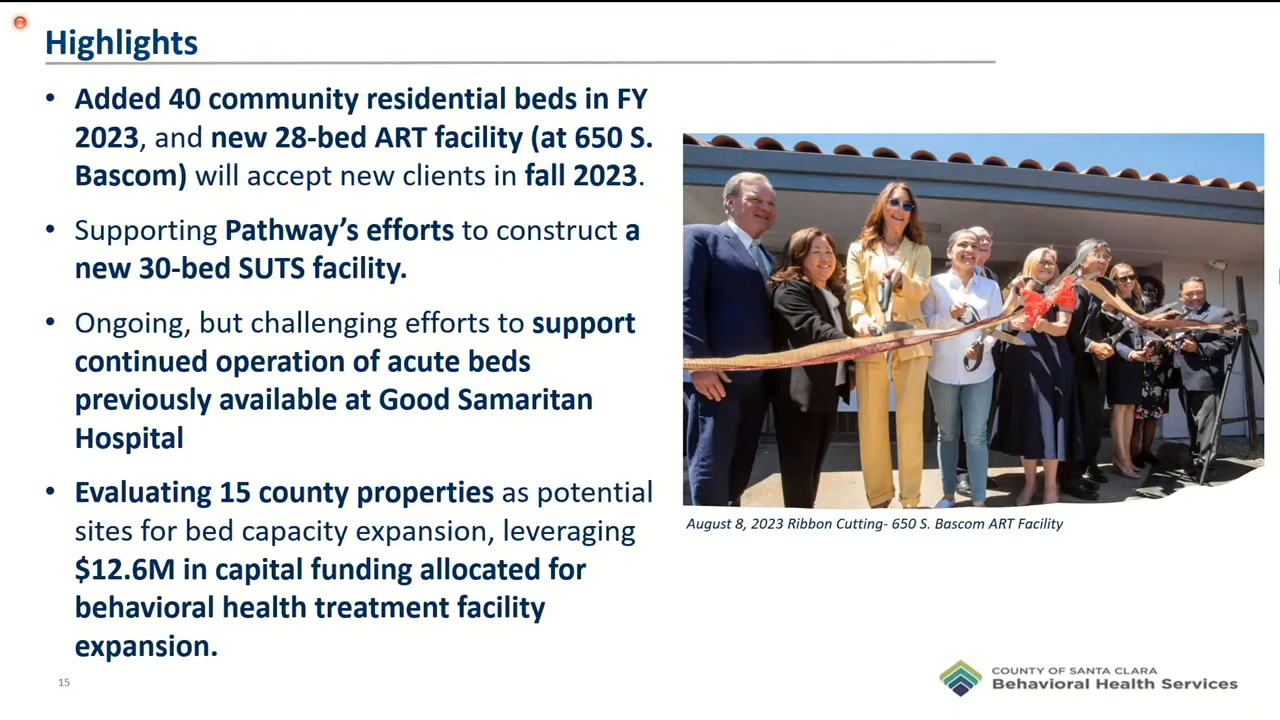 Highlights
• Added 40 community residential beds in FY
2023, and new 28-bed ART facility (at 650 S.
Bascom) will accept new clients in fall 2023.
• Supporting Pathway’s efforts to construct a
new 30-bed SUTS facility.
• Ongoing, but challenging efforts to support
continued operation of acute beds
previously available at Good Samaritan
Hospital
• Evaluating 15 county properties as potential
sites for bed capacity expansion, leveraging
$12.6M in capital funding allocated for
behavioral health treatment facility
expansion.
August 8, 2023 Ribbon Cutting- 650 S. Bascom ART Facility
15
COUNTY OF SANTA CLARA
Behavioral Health Services